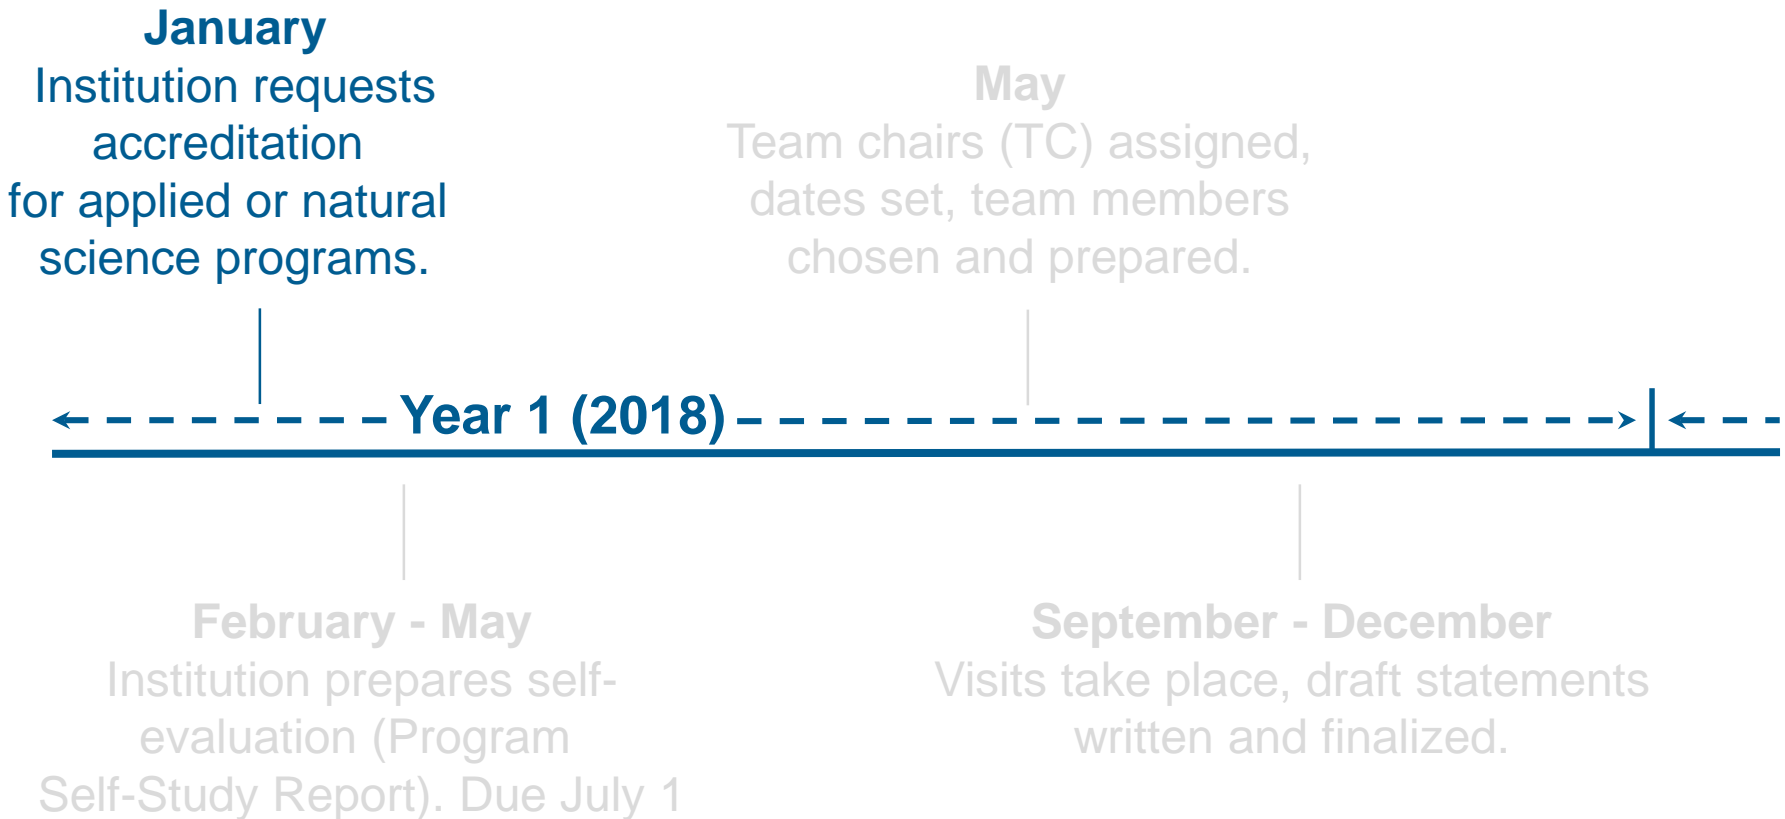 January
Institution requests
accreditation
for applied or natural
science programs.
May
Team chairs (TC) assigned,
dates set, team members
chosen and prepared.
Year 1 (2018)
February - May
Institution prepares self-
evaluation (Program
Self-Study Report). Due July 1
September - December
Visits take place, draft statements
written and finalized.